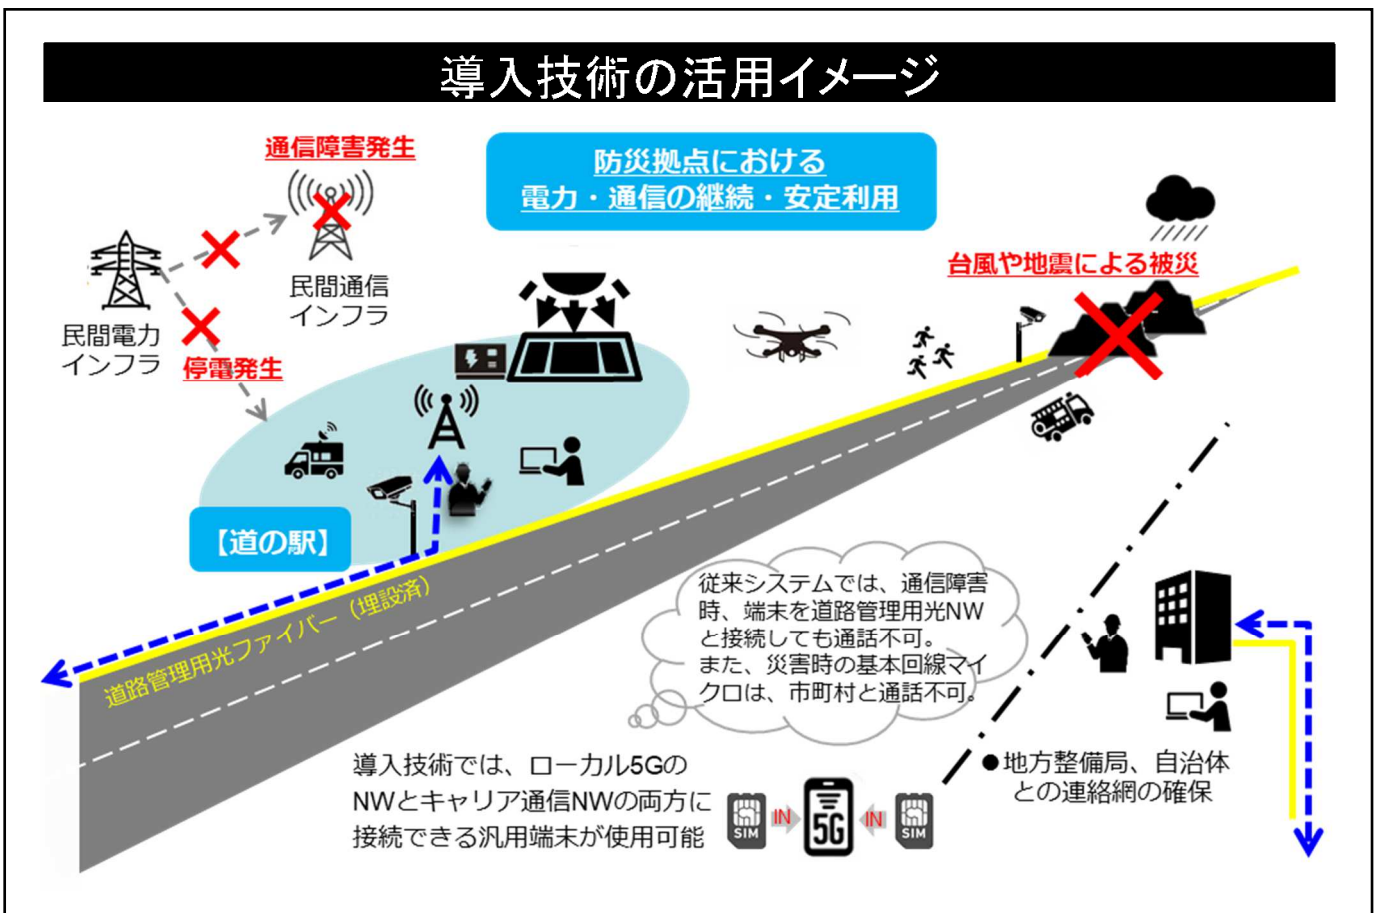 導入技術の活用イメージ
通信障害発生
防災拠点における
電力・通信の継続・安定利用
台風や地震による被災
民間通信
インフラ
民間電力
インフラ
停電発生
【道の駅】
道路管理用光ファイバー（埋設済）
従来システムでは、通信障害
時、端末を道路管理用光NW
と接続しても通話不可。
また、災害時の基本回線マイ
クロは、市町村と通話不可。
導入技術では、ローカル5Gの
NWとキャリア通信NWの両方に
接続できる汎用端末が使用可能
SIM
IN
5G
IN
SIM
●地方整備局、自治体
との連絡網の確保